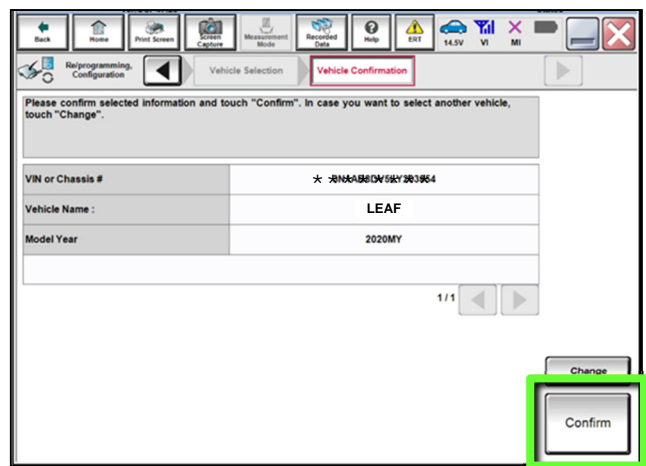 Back Home Print Screen Screen Capture Measurement Mode Recorded Data Help ERT 14.5V VI MI
Re/programming, Configuration Vehicle Selection Vehicle Confirmation
Please confirm selected information and touch "Confirm". In case you want to select another vehicle,
touch "Change".
VIN or Chassis #
Vehicle Name : LEAF
Model Year 2020MY
1/1
Change
Confirm